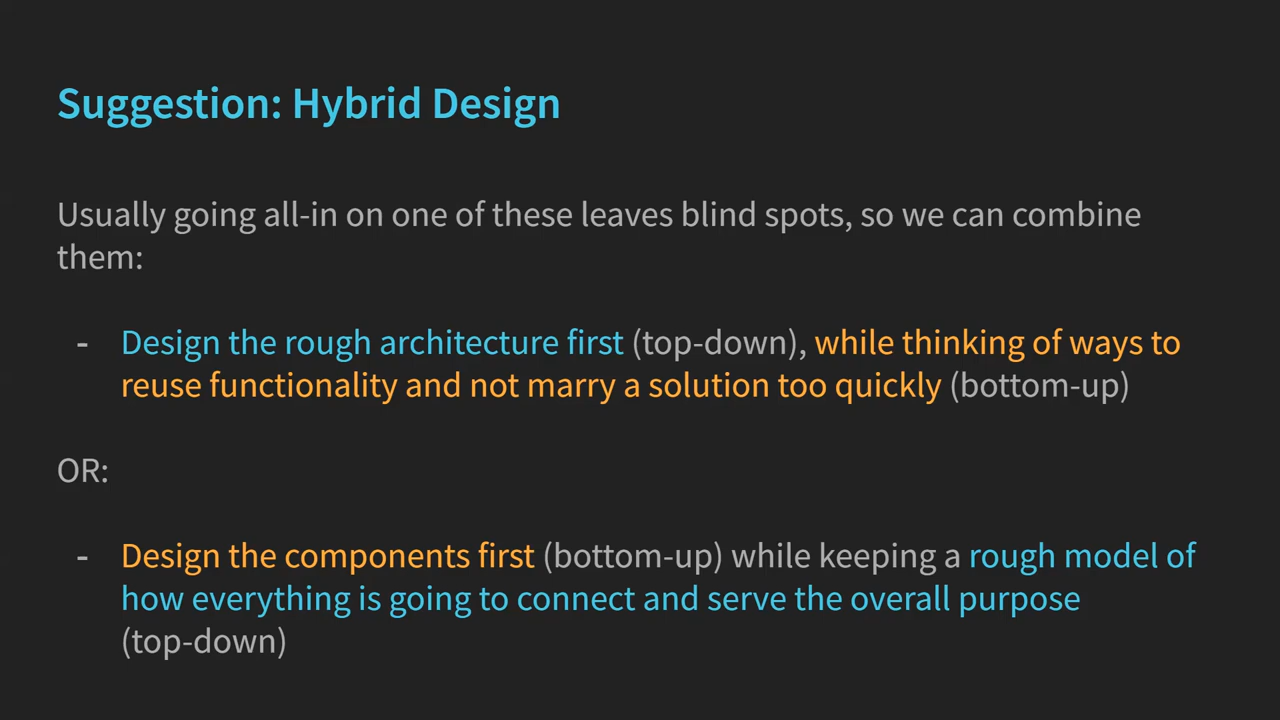 Suggestion: Hybrid Design
Usually going all-in on one of these leaves blind spots, so we can combine
them:
- Design the rough architecture first (top-down), while thinking of ways to
reuse functionality and not marry a solution too quickly (bottom-up)
OR:
- Design the components first (bottom-up) while keeping a rough model of
how everything is going to connect and serve the overall purpose
(top-down)